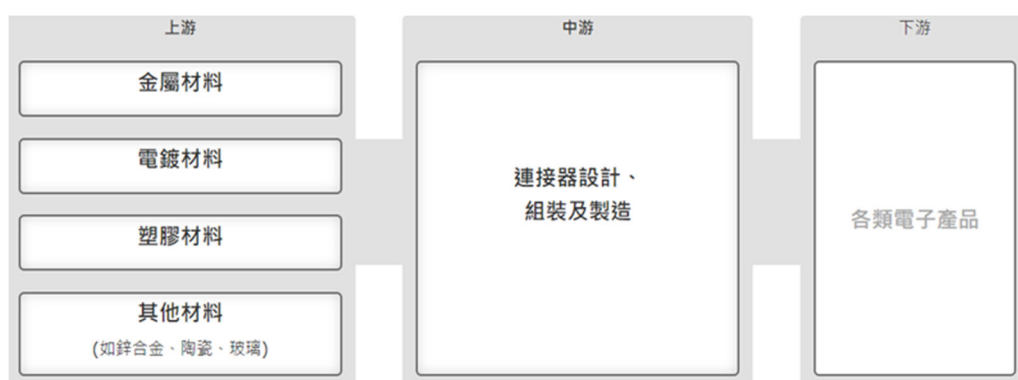 上游
金屬材料
電鍍材料
塑膠材料
其他材料
(如鋅合金、陶瓷、玻璃)
中游
連接器設計、
組裝及製造
下游
各類電子產品